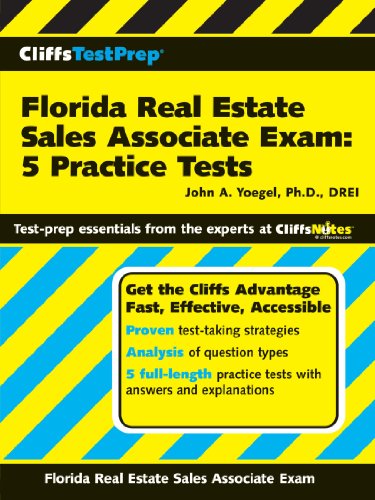 CliffsTestPrep®
Florida Real Estate
Sales Associate Exam:
5 Practice Tests
John A. Yoegel, Ph.D., DREI
Test-prep essentials from the experts at CliffsNotes®
@ cliffsnotes.com
Get the Cliffs Advantage
Fast, Effective, Accessible
Proven test-taking strategies
Analysis of question types
5 full-length practice tests with
answers and explanations
Florida Real Estate Sales Associate Exam